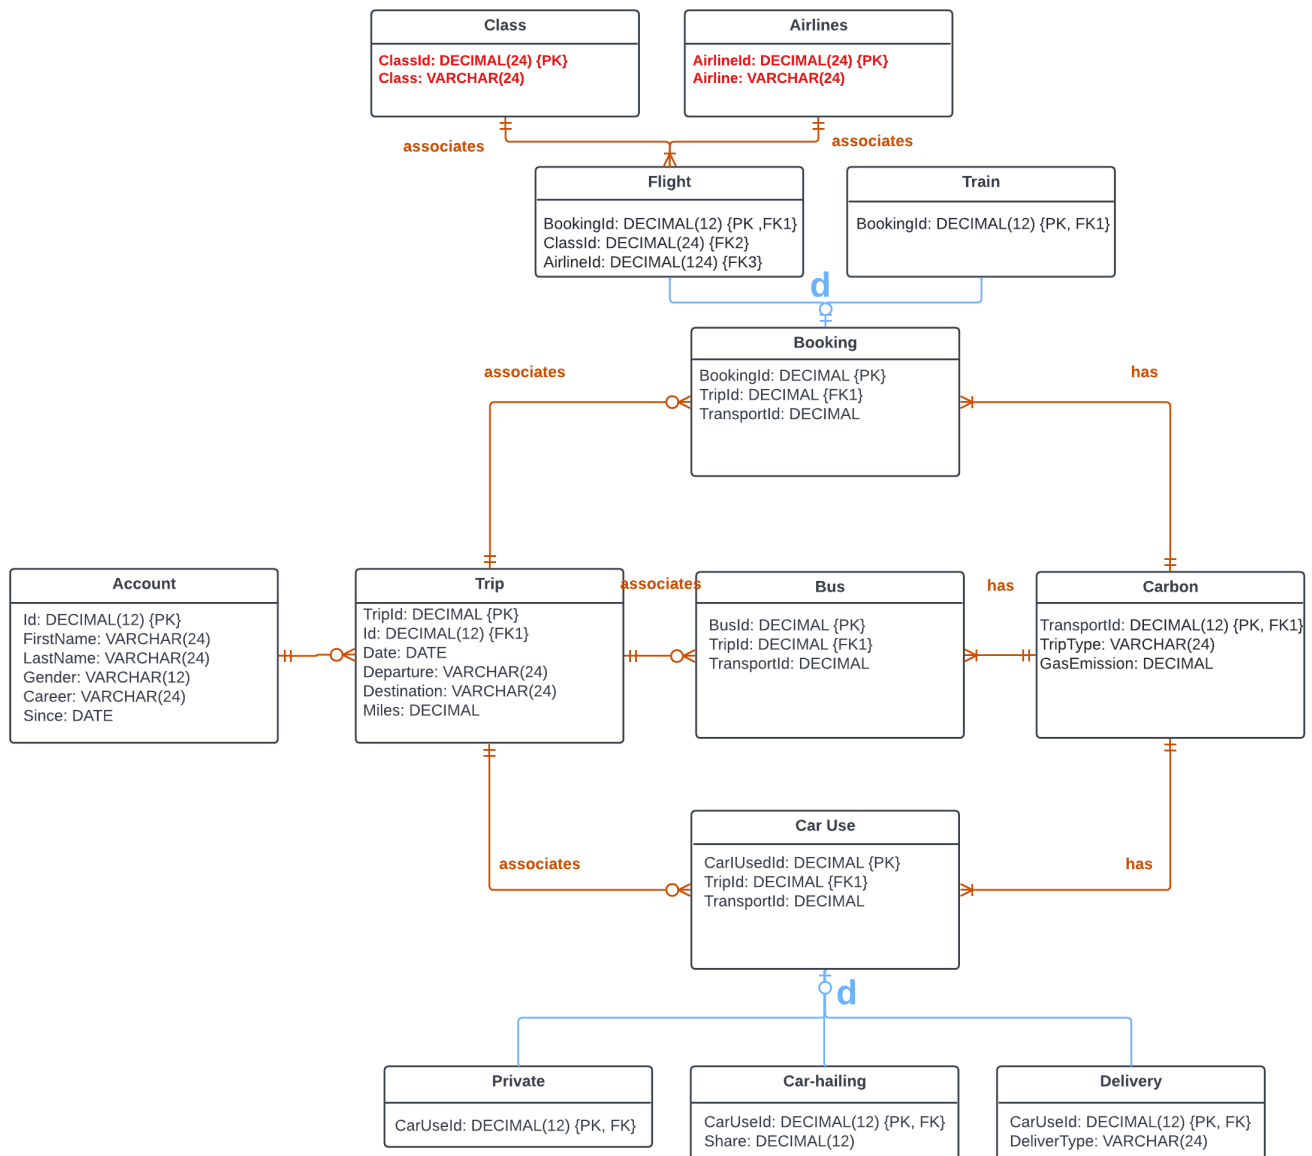 Class
ClassId: DECIMAL(24) {PK}
Class: VARCHAR(24)
Airlines
AirlineId: DECIMAL(24) {PK}
Airline: VARCHAR(24)
associates
associates
Flight
BookingId: DECIMAL(12) {PK ,FK1}
ClassId: DECIMAL(24) {FK2}
AirlineId: DECIMAL(124) {FK3}
Train
BookingId: DECIMAL(12) {PK, FK1}
d
Booking
BookingId: DECIMAL {PK}
TripId: DECIMAL {FK1}
TransportId: DECIMAL
associates
has
Account
Id: DECIMAL(12) {PK}
FirstName: VARCHAR(24)
LastName: VARCHAR(24)
Gender: VARCHAR(12)
Career: VARCHAR(24)
Since: DATE
Trip
TripId: DECIMAL {PK}
Id: DECIMAL(12) {FK1}
Date: DATE
Departure: VARCHAR(24)
Destination: VARCHAR(24)
Miles: DECIMAL
associates
Bus
BusId: DECIMAL {PK}
TripId: DECIMAL {FK1}
TransportId: DECIMAL
has
Carbon
TransportId: DECIMAL(12) {PK, FK1}
TripType: VARCHAR(24)
GasEmission: DECIMAL
Car Use
CarIUsedId: DECIMAL {PK}
TripId: DECIMAL {FK1}
TransportId: DECIMAL
associates
has
d
Private
CarUseId: DECIMAL(12) {PK, FK}
Car-hailing
CarUseId: DECIMAL(12) {PK, FK}
Share: DECIMAL(12)
Delivery
CarUseId: DECIMAL(12) {PK, FK}
DeliverType: VARCHAR(24)